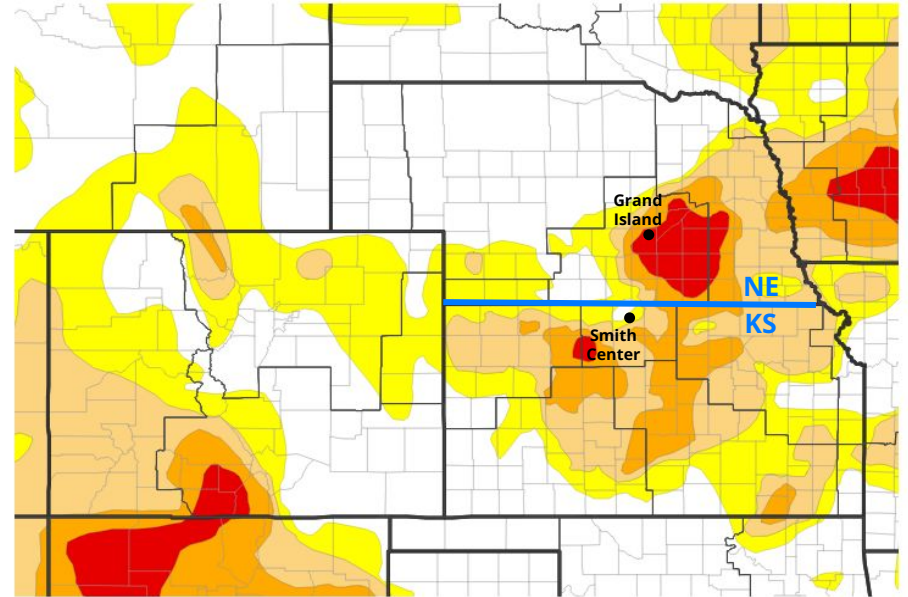 Grand
Island
NE
KS
Smith
Center